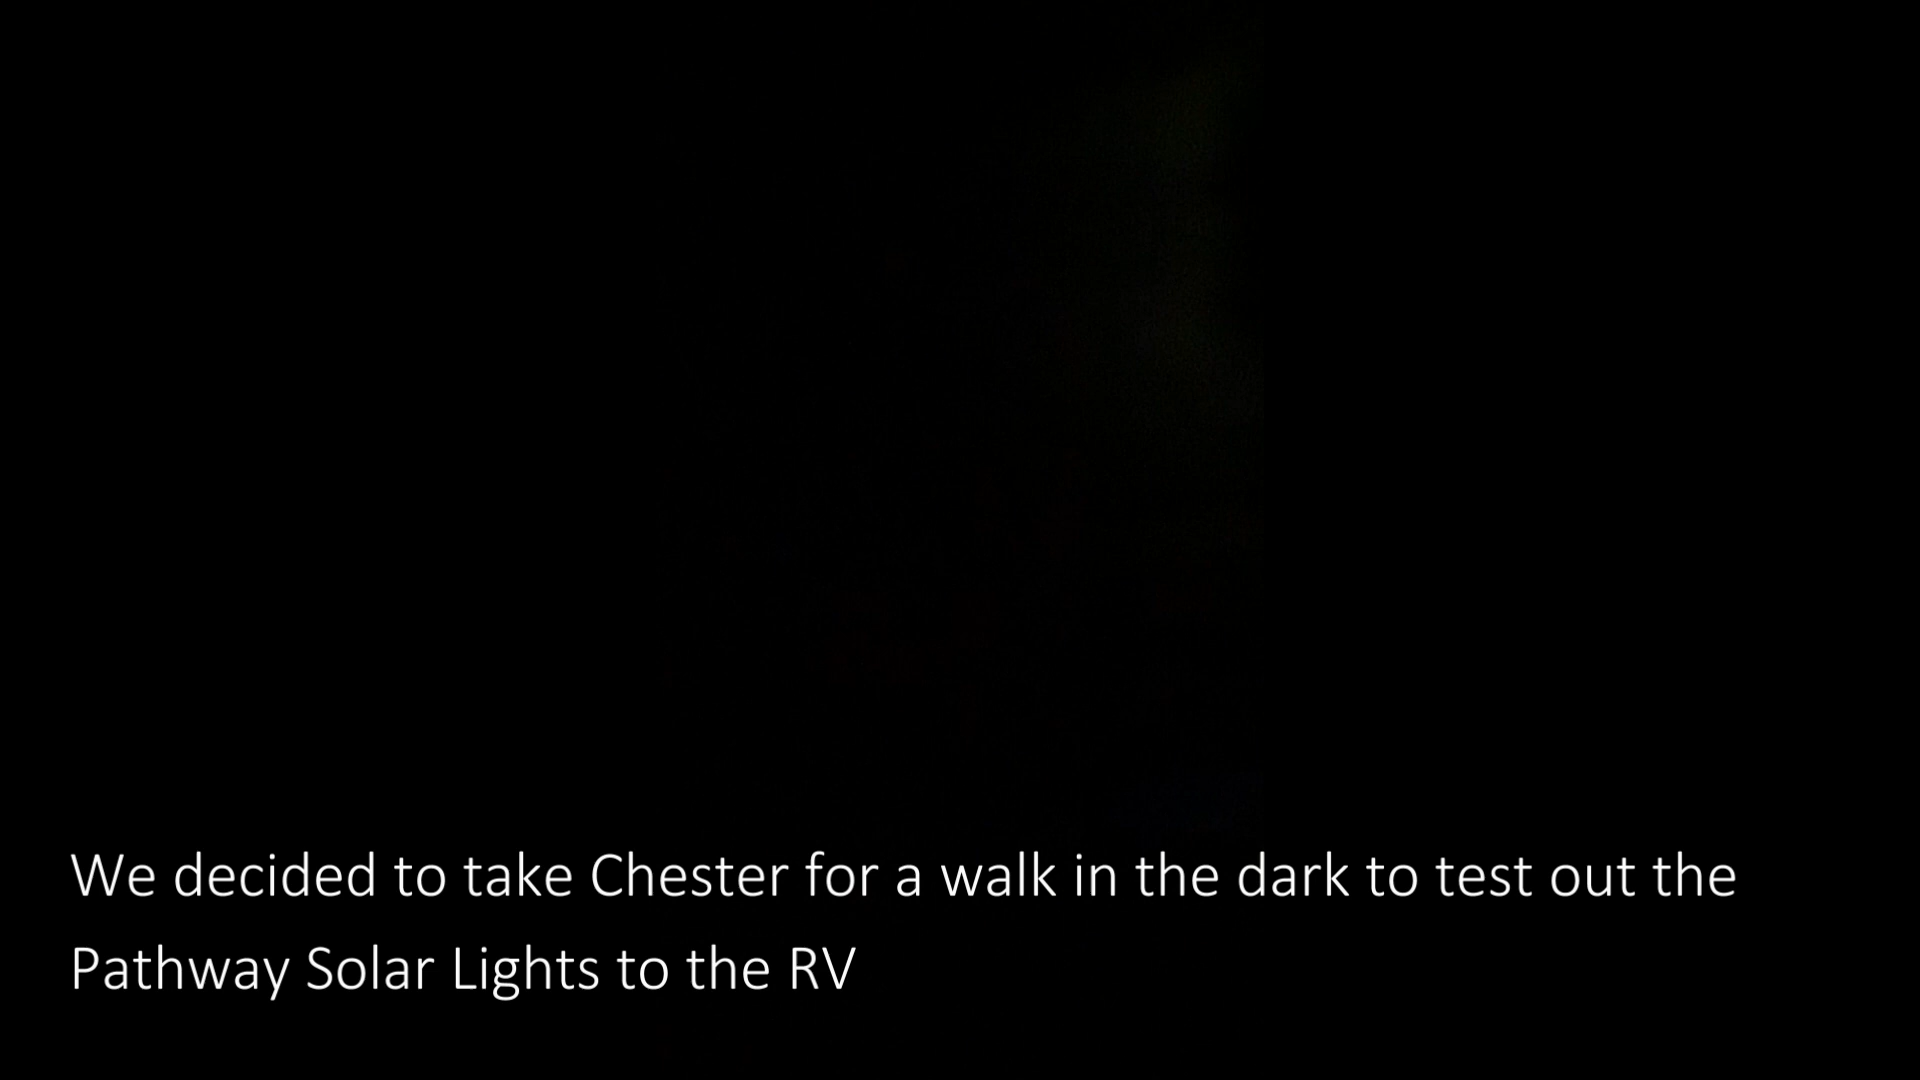 We decided to take Chester for a walk in the dark to test out the
Pathway Solar Lights to the RV